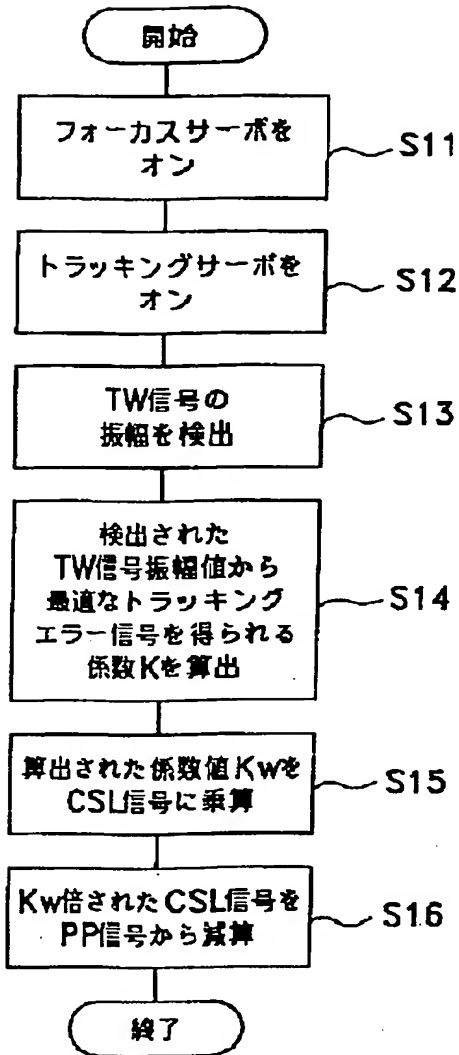 開始
フォーカスサーボを
オン
S11
トラッキングサーボを
オン
S12
TW信号の
振幅を検出
S13
検出された
TW信号振幅値から
最適なトラッキング
エラー信号を得られる
係数Kを算出
S14
算出された係数値Kwを
CSL信号に乗算
S15
Kw倍されたCSL信号を
PP信号から減算
S16
終了